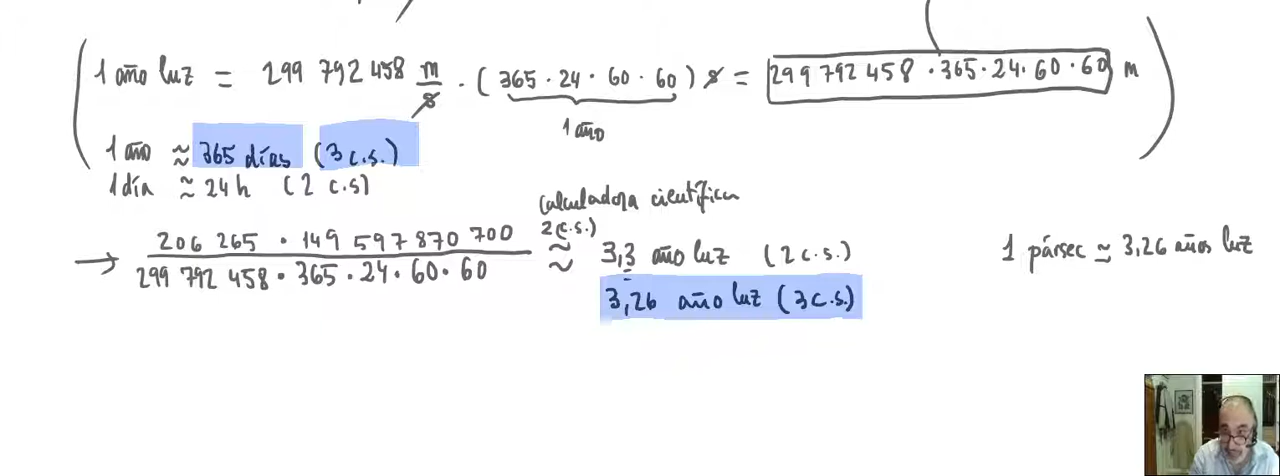 1 año luz = 299 792 458 m/s · (365 · 24 · 60 · 60) s = 299 792 458 · 365 · 24 · 60 · 60 m
1 año
1 año ≈ 365 días (3 c.s.)
1 día ≈ 24 h (2 c.s)
calculadora científica
→ 206 265 · 149 597 870 700 / 299 792 458 · 365 · 24 · 60 · 60 ≈ 2 c.s.) 3,3 año luz (2 c.s.)
3,26 año luz (3 c.s.)
1 pársec ≃ 3,26 años luz